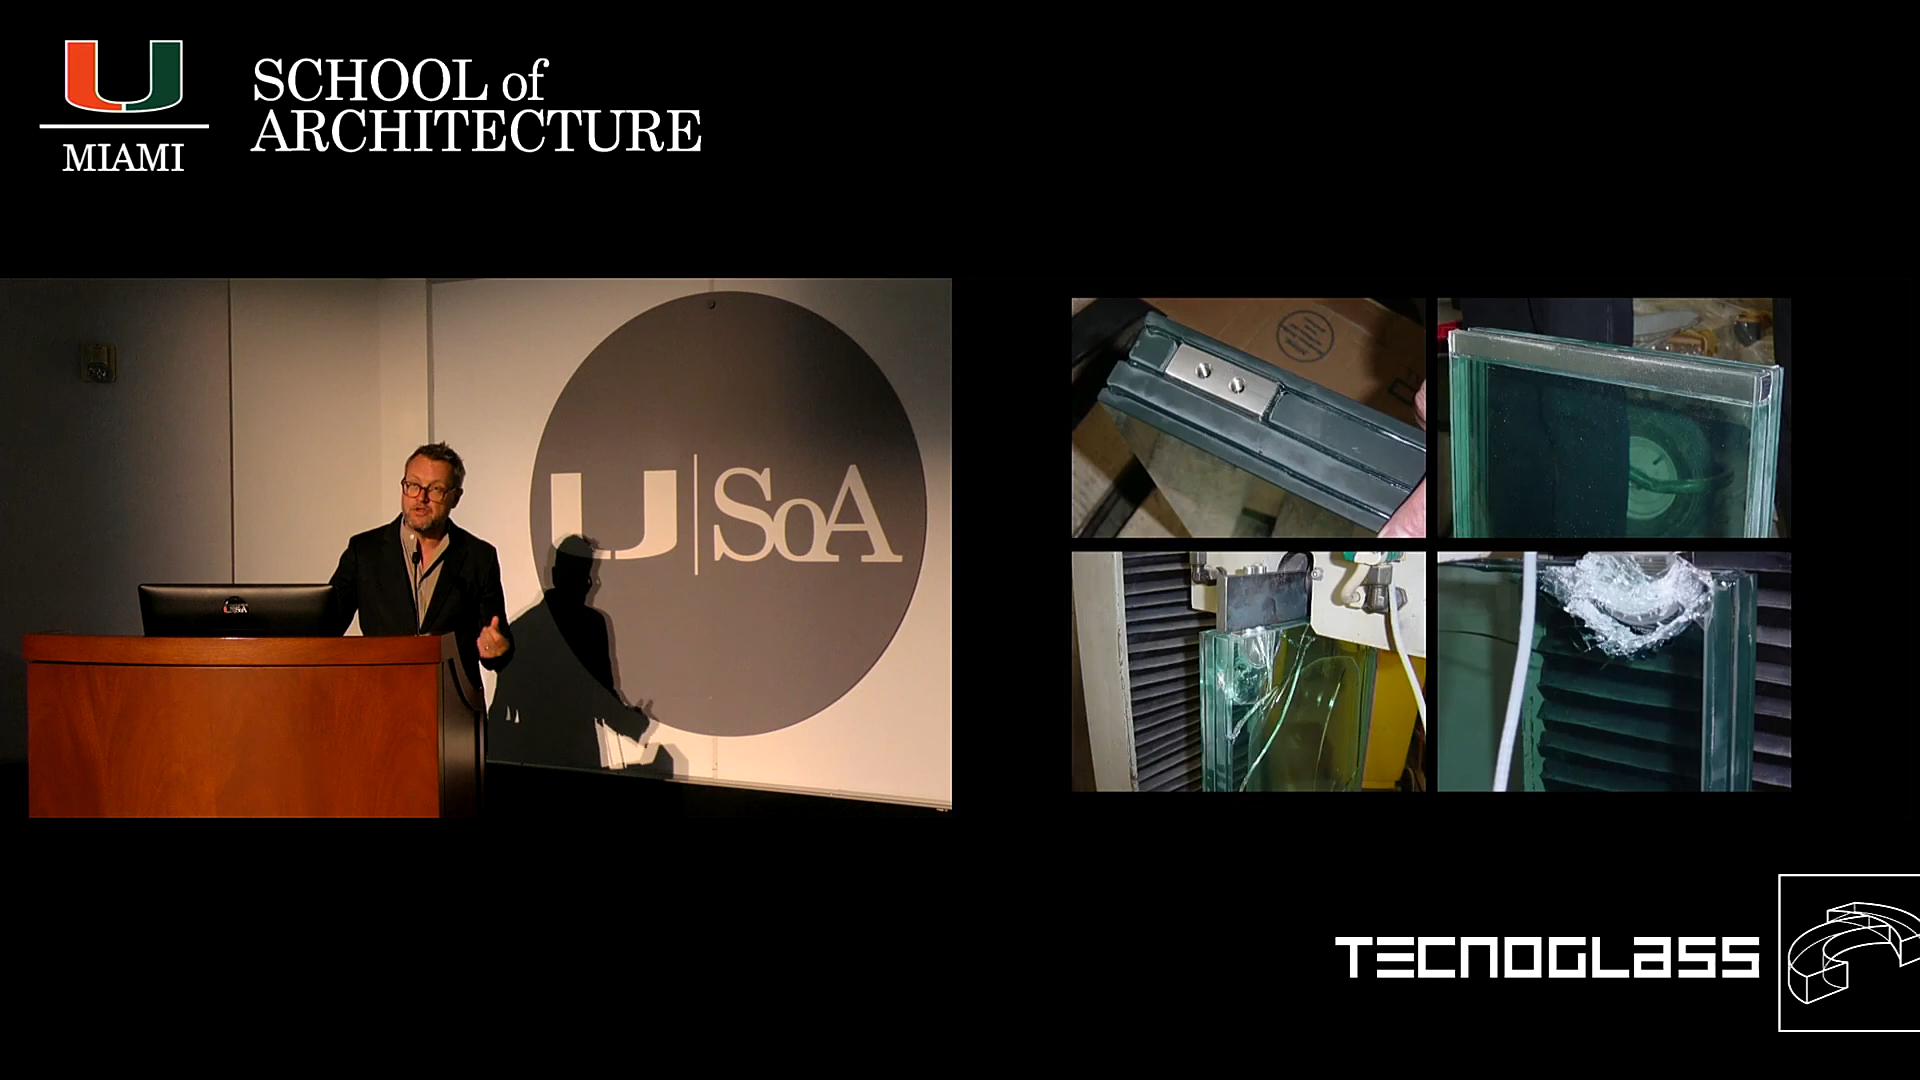 MIAMI
SCHOOL of
ARCHITECTURE
U SoA
TECNOGLASS